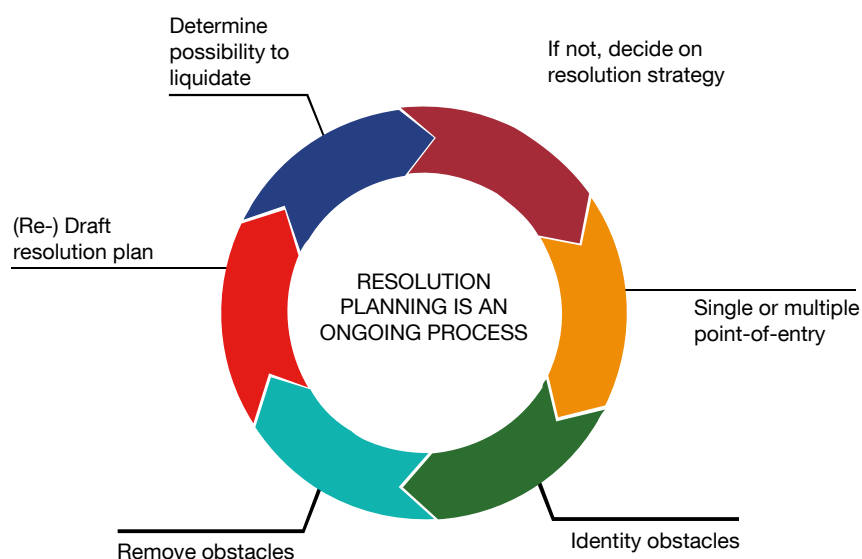 Determine
possibility to
liquidate
If not, decide on
resolution strategy
(Re-) Draft
resolution plan
RESOLUTION
PLANNING IS AN
ONGOING PROCESS
Single or multiple
point-of-entry
Identity obstacles
Remove obstacles